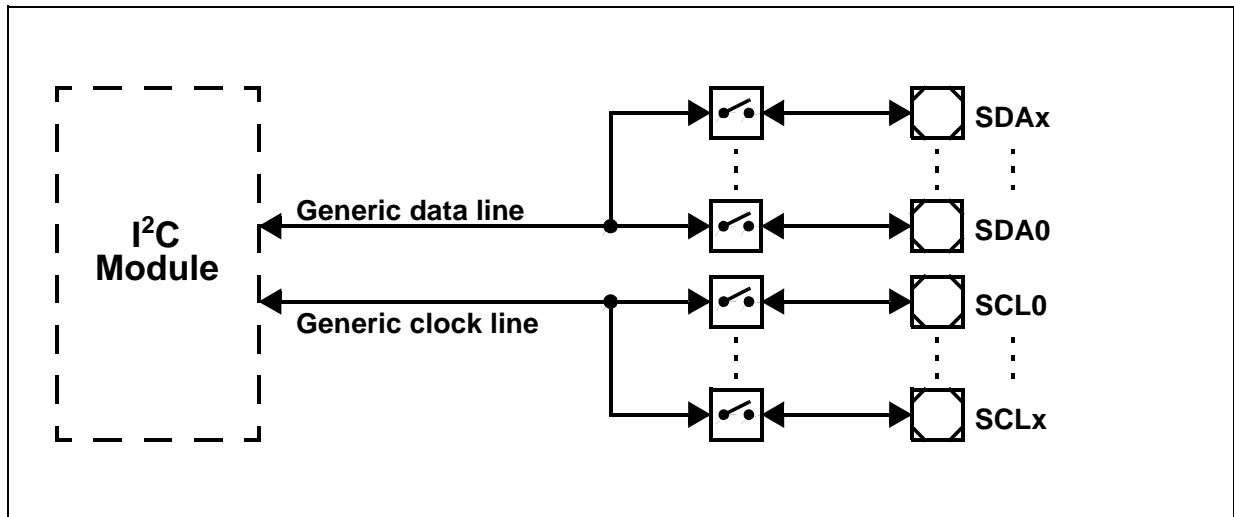 SDAx
Generic data line
SDA0
I²C
Module
SCL0
Generic clock line
SCLx